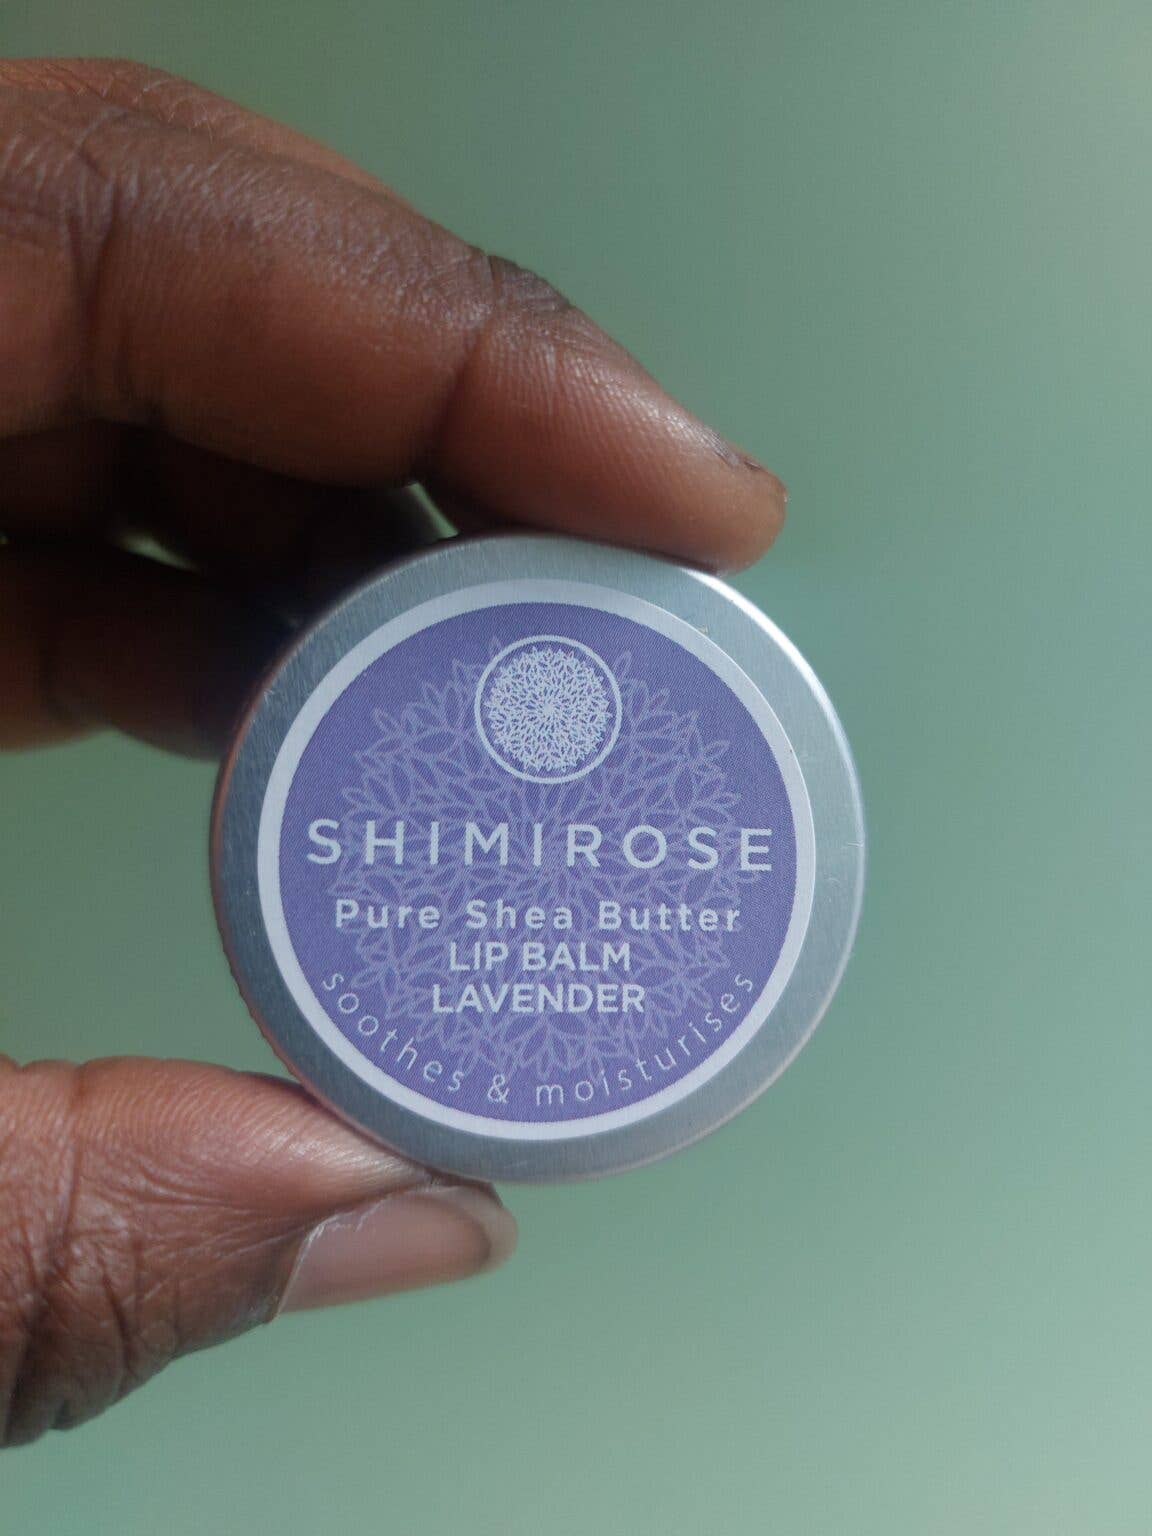 SHIMIROSE
Pure Shea Butter
LIP BALM
LAVENDER
soothes & moisturises